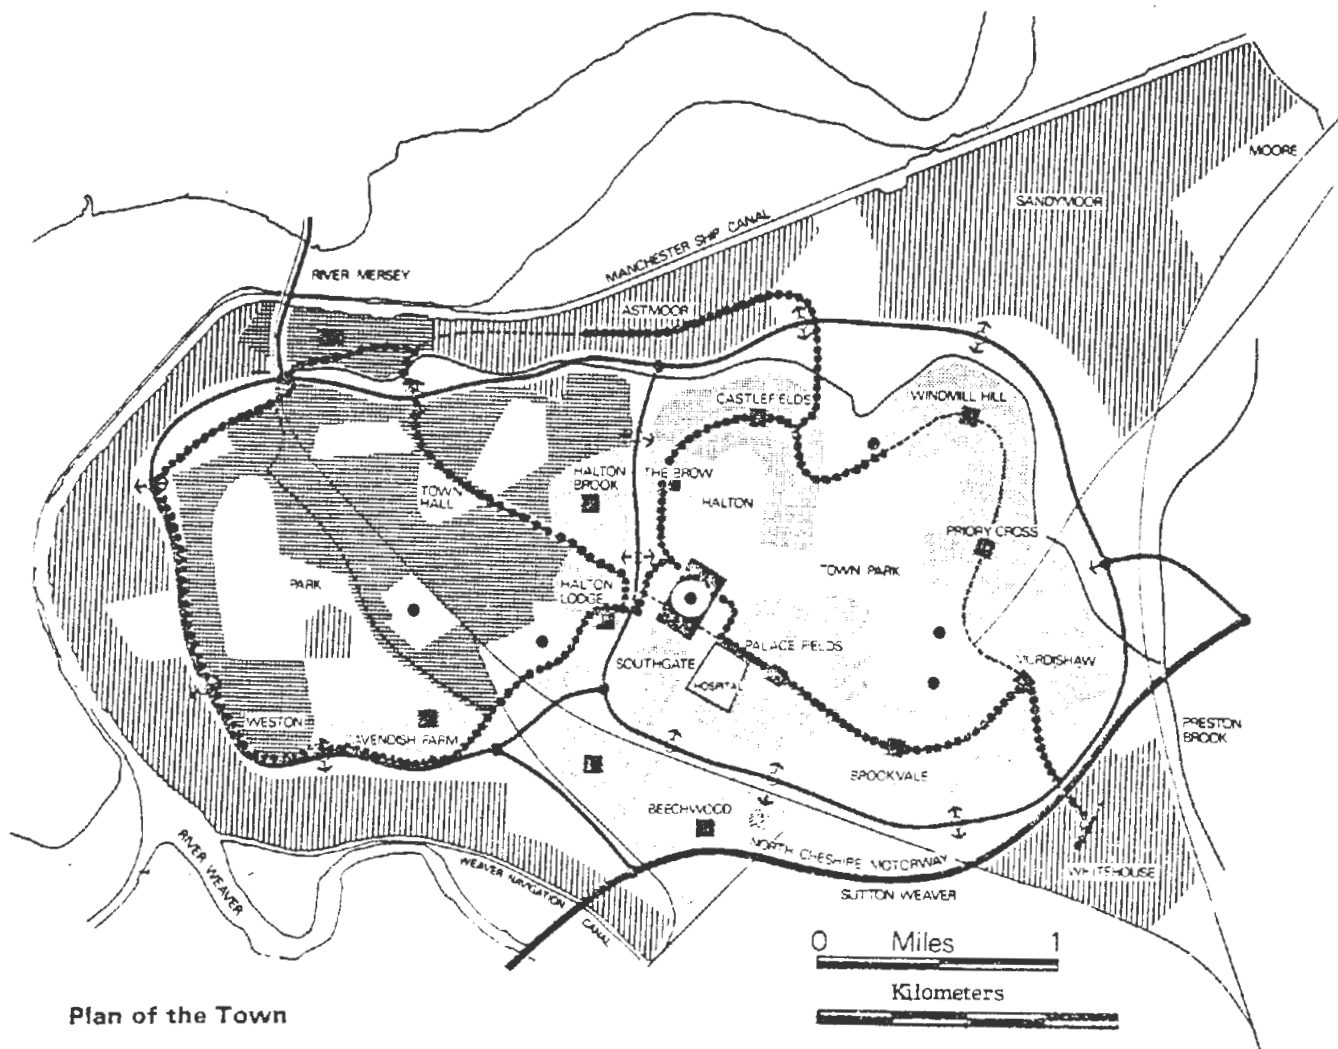 MOORE
SANDYMOOR
MANCHESTER SHIP CANAL
RIVER MERSEY
ASTMOOR
CASTLEFIELDS
WINDMILL HILL
HALTON
BROOK
THE BROW
TOWN
HALL
HALTON
PRIORY CROSS
PARK
HALTON
LODGE
TOWN PARK
SOUTHGATE
PALACE FIELDS
MURDISHAW
HOSPITAL
WESTON
CAVENDISH FARM
PRESTON
BROOK
BROOKVALE
BEECHWOOD
NORTH CHESHIRE MOTORWAY
WHITEHOUSE
SUTTON WEAVER
RIVER WEAVER
WEAVER NAVIGATION
CANAL
0 Miles 1
Kilometers
Plan of the Town